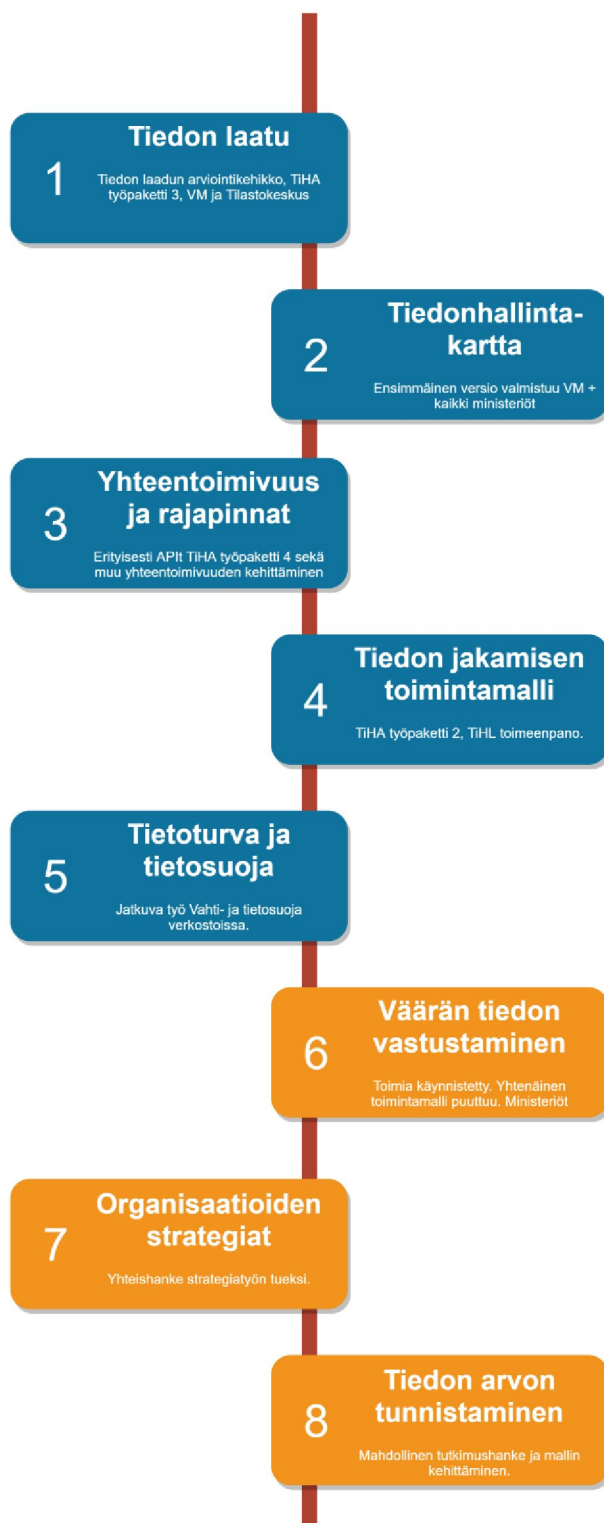 Tiedon laatu
1
Tiedon laadun arviointikehikko, TiHA
työpaketti 3, VM ja Tilastokeskus
Tiedonhallinta-
kartta
2
Ensimmäinen versio valmistuu VM +
kaikki ministeriöt
Yhteentoimivuus
ja rajapinnat
3
Erityisesti APIt TiHA työpaketti 4 sekä
muu yhteentoimivuuden kehittäminen
Tiedon jakamisen
toimintamalli
4
TiHA työpaketti 2, TiHL toimeenpano.
Tietoturva ja
tietosuoja
5
Jatkuva työ Vahti- ja tietosuoja
verkostoissa.
Väärän tiedon
vastustaminen
6
Toimia käynnistetty. Yhtenäinen
toimintamalli puuttuu. Ministeriöt
Organisaatioiden
strategiat
7
Yhteishanke strategiatyön tueksi.
Tiedon arvon
tunnistaminen
8
Mahdollinen tutkimushanke ja mallin
kehittäminen.